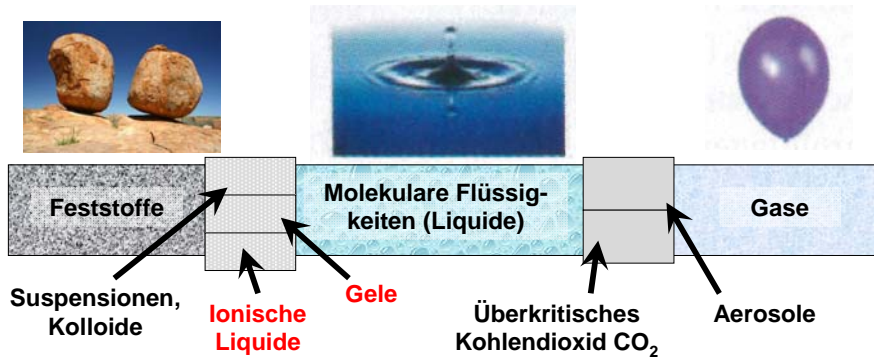 Feststoffe
Molekulare Flüssig-
keiten (Liquide)
Gase
Suspensionen,
Kolloide
Ionische
Liquide
Gele
Überkritisches
Kohlendioxid CO₂
Aerosole